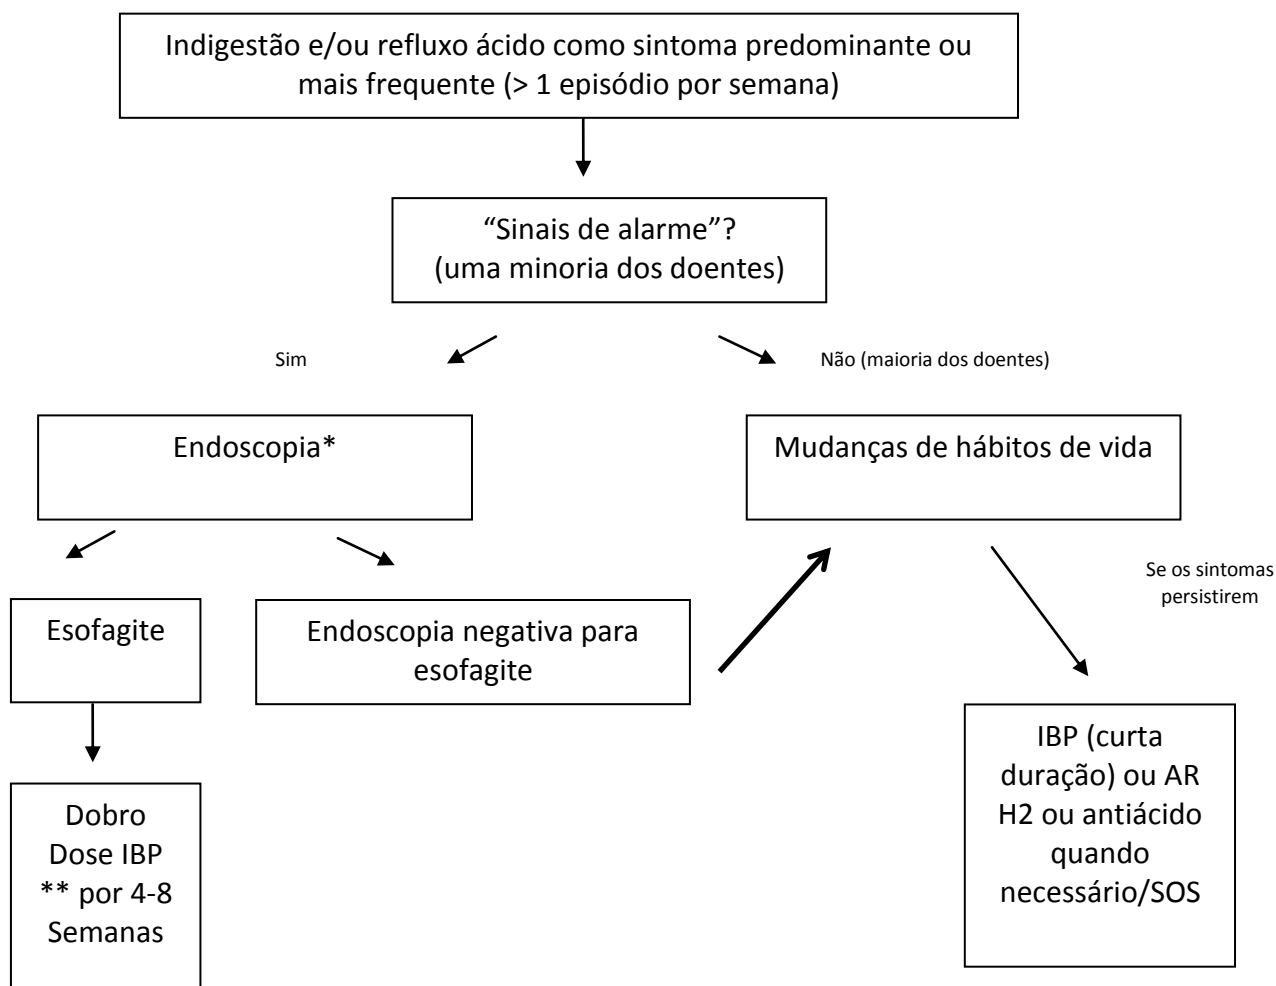 Indigestão e/ou refluxo ácido como sintoma predominante ou
mais frequente (> 1 episódio por semana)
“Sinais de alarme”?
(uma minoria dos doentes)
Sim
Não (maioria dos doentes)
Endoscopia*
Mudanças de hábitos de vida
Se os sintomas
persistirem
Esofagite
Endoscopia negativa para
esofagite
IBP (curta
duração) ou AR
H2 ou antiácido
quando
necessário/SOS
Dobro
Dose IBP
** por 4-8
Semanas